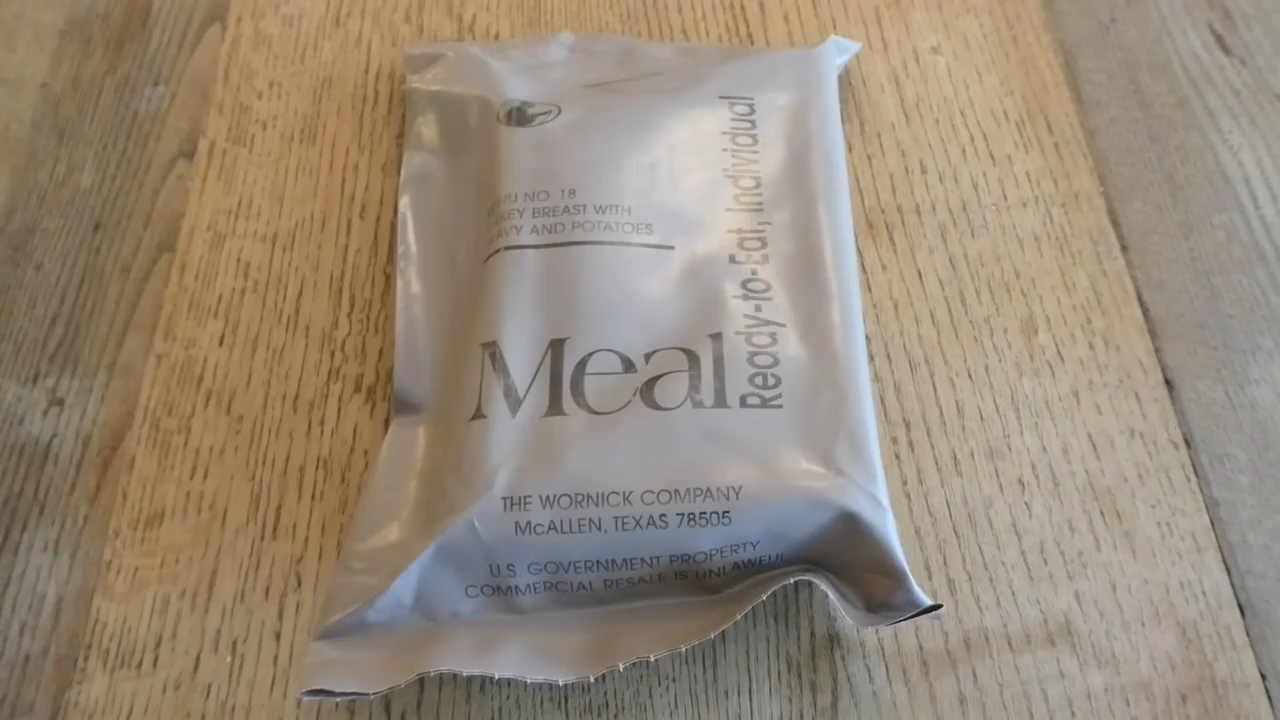 NO. 18
BREAST WITH
AND POTATOES
Meal
Ready-to-Eat, Individual
THE WORNICK COMPANY
McALLEN, TEXAS 78505
U.S. GOVERNMENT PROPERTY
COMMERCIAL RESALE IS UNLAWFUL